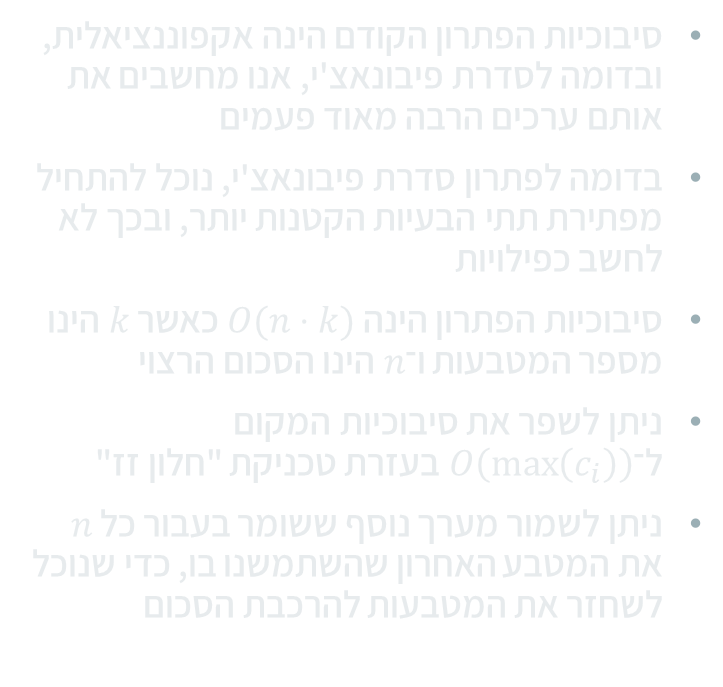 • סיבוכיות הפתרון הקודם הינה אקפוננציאלית,
ובדומה לסדרת פיבונאצ'י, אנו מחשבים את
אותם ערכים הרבה מאוד פעמים
• בדומה לפתרון סדרת פיבונאצ'י, נוכל להתחיל
מפתירת תתי הבעיות הקטנות יותר, ובכך לא
לחשב כפילויות
• סיבוכיות הפתרון הינה O(n · k) כאשר k הינו
מספר המטבעות ו־n הינו הסכום הרצוי
• ניתן לשפר את סיבוכיות המקום
ל־O(max(cᵢ)) בעזרת טכניקת "חלון זז"
• ניתן לשמור מערך נוסף ששומר בעבור כל n
את המטבע האחרון שהשתמשנו בו, כדי שנוכל
לשחזר את המטבעות להרכבת הסכום